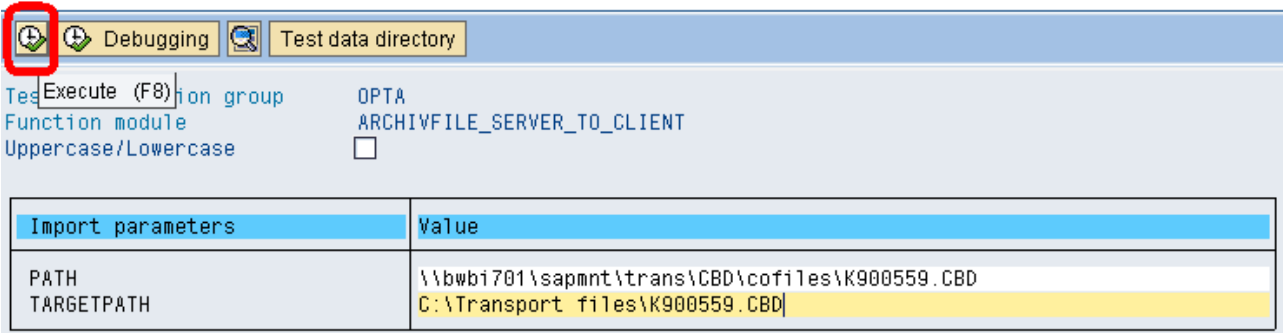 Debugging Test data directory
Execute (F8)
Tes ion group OPTA
Function module ARCHIVFILE_SERVER_TO_CLIENT
Uppercase/Lowercase
Import parameters Value
PATH \\bwbi701\sapmnt\trans\CBD\cofiles\K900559.CBD
TARGETPATH C:\Transport files\K900559.CBD